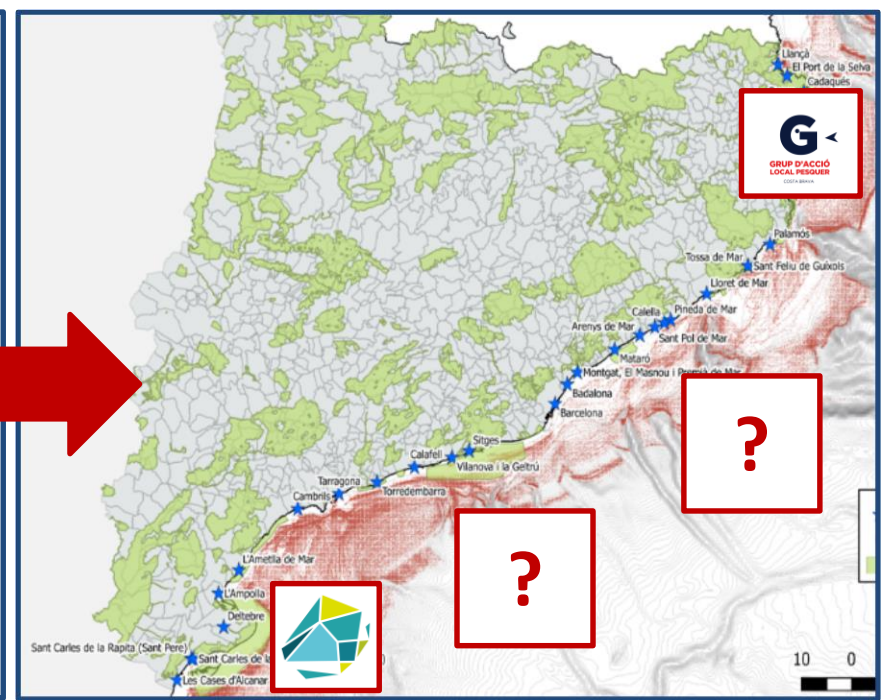 Llançà
El Port de la Selva
Cadaqués
G
GRUP D'ACCIÓ
LOCAL PESQUER
COSTA BRAVA
Palamós
Tossa de Mar
Sant Feliu de Guíxols
Lloret de Mar
Calella
Pineda de Mar
Arenys de Mar
Sant Pol de Mar
Mataró
Montgat, El Masnou i Premià de Mar
Badalona
Barcelona
?
Sitges
Calafell
Vilanova i la Geltrú
Tarragona
Torredembarra
Cambrils
?
L'Ametlla de Mar
L'Ampolla
Deltebre
Sant Carles de la Rapita (Sant Pere)
Sant Carles de la
Les Cases d'Alcanar
10 0